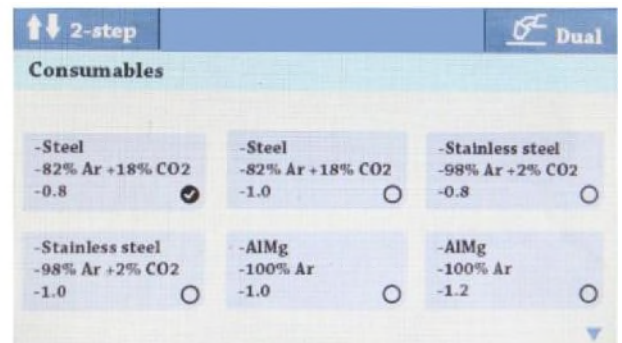 2-step
Dual
Consumables
-Steel
-82% Ar +18% CO2
-0.8
-Steel
-82% Ar +18% CO2
-1.0
-Stainless steel
-98% Ar +2% CO2
-0.8
-Stainless steel
-98% Ar +2% CO2
-1.0
-AlMg
-100% Ar
-1.0
-AlMg
-100% Ar
-1.2